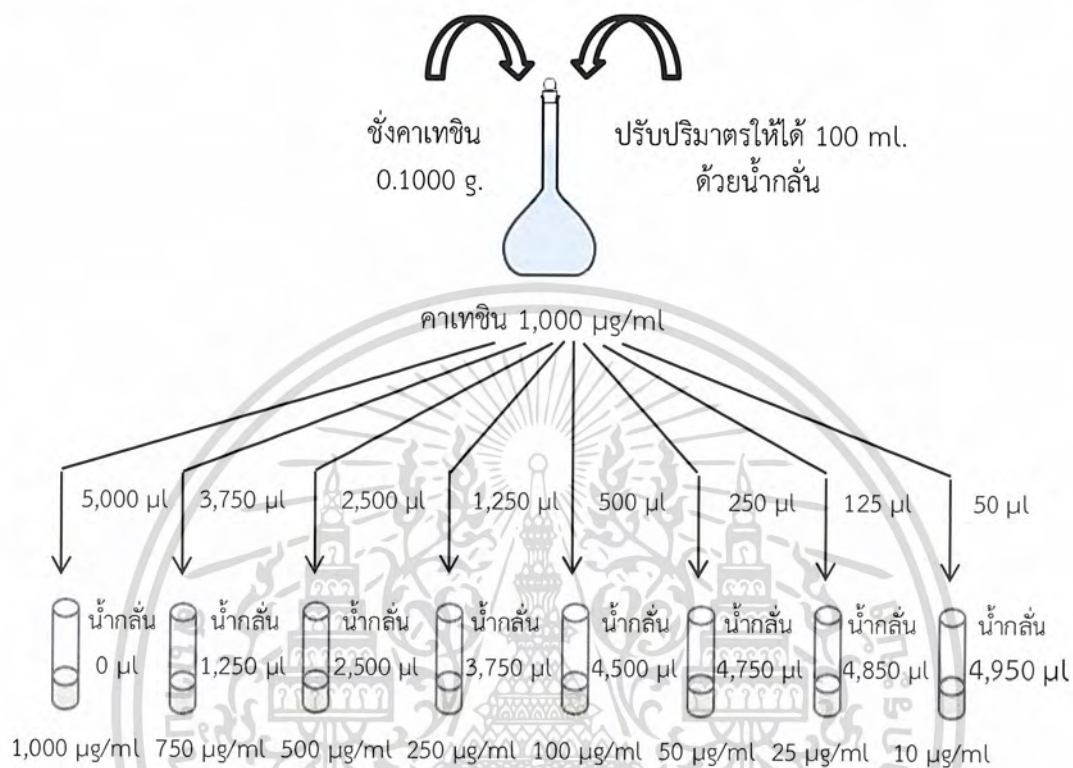 ชั่งคาเทชิน
0.1000 g.
ปรับปริมาตรให้ได้ 100 ml.
ด้วยน้ำกลั่น
คาเทชิน 1,000 µg/ml
5,000 µl 3,750 µl 2,500 µl 1,250 µl 500 µl 250 µl 125 µl 50 µl
น้ำกลั่น น้ำกลั่น น้ำกลั่น น้ำกลั่น น้ำกลั่น น้ำกลั่น น้ำกลั่น น้ำกลั่น
0 µl 1,250 µl 2,500 µl 3,750 µl 4,500 µl 4,750 µl 4,850 µl 4,950 µl
1,000 µg/ml 750 µg/ml 500 µg/ml 250 µg/ml 100 µg/ml 50 µg/ml 25 µg/ml 10 µg/ml